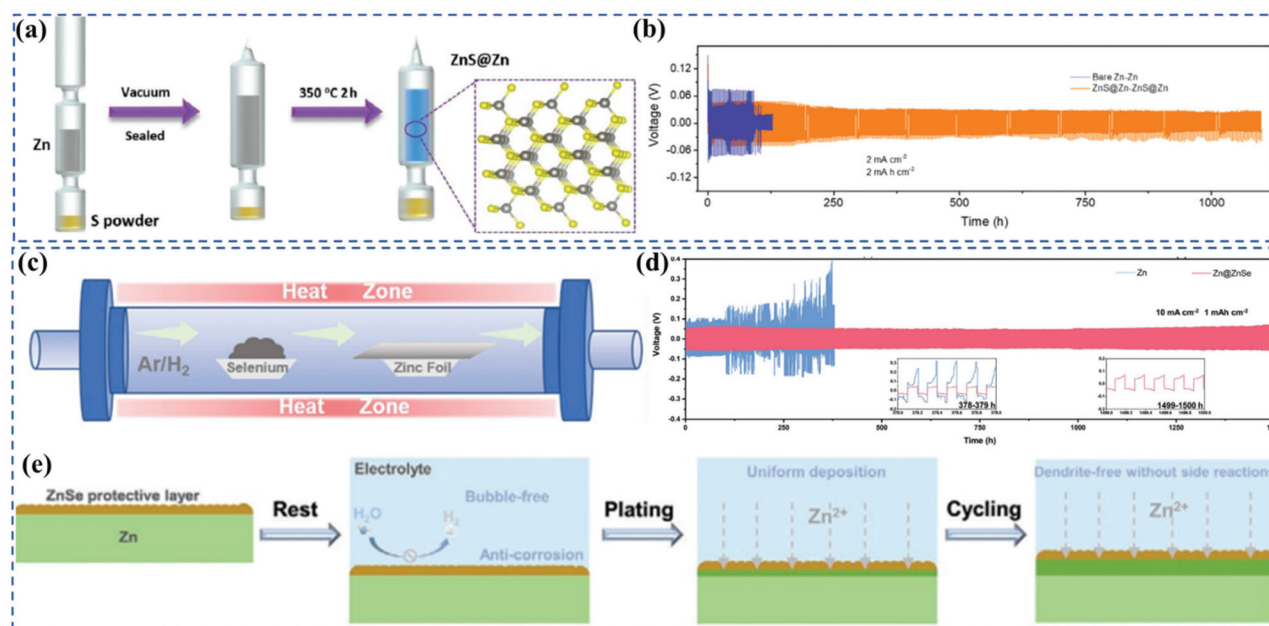 (a)
Vacuum
Sealed
350 °C 2 h
ZnS@Zn
Zn
S powder
(b)
Bare Zn-Zn
ZnS@Zn-ZnS@Zn
0.12
0.06
0.00
-0.06
-0.12
Voltage (V)
2 mA cm⁻²
2 mA h cm⁻²
0 250 500 750 1000
Time (h)
(c)
Heat Zone
Ar/H₂
Selenium
Zinc Foil
Heat Zone
(d)
Zn
Zn@ZnSe
0.4
0.3
0.2
0.1
0.0
-0.1
-0.2
-0.3
-0.4
Voltage (V)
10 mA cm⁻² 1 mAh cm⁻²
378-379 h
1499-1500 h
0 250 500 750 1000 1250
Time (h)
(e)
ZnSe protective layer
Zn
Rest
Electrolyte
Bubble-free
H₂O
H₂
Anti-corrosion
Plating
Uniform deposition
Zn²⁺
Cycling
Dendrite-free without side reactions
Zn²⁺